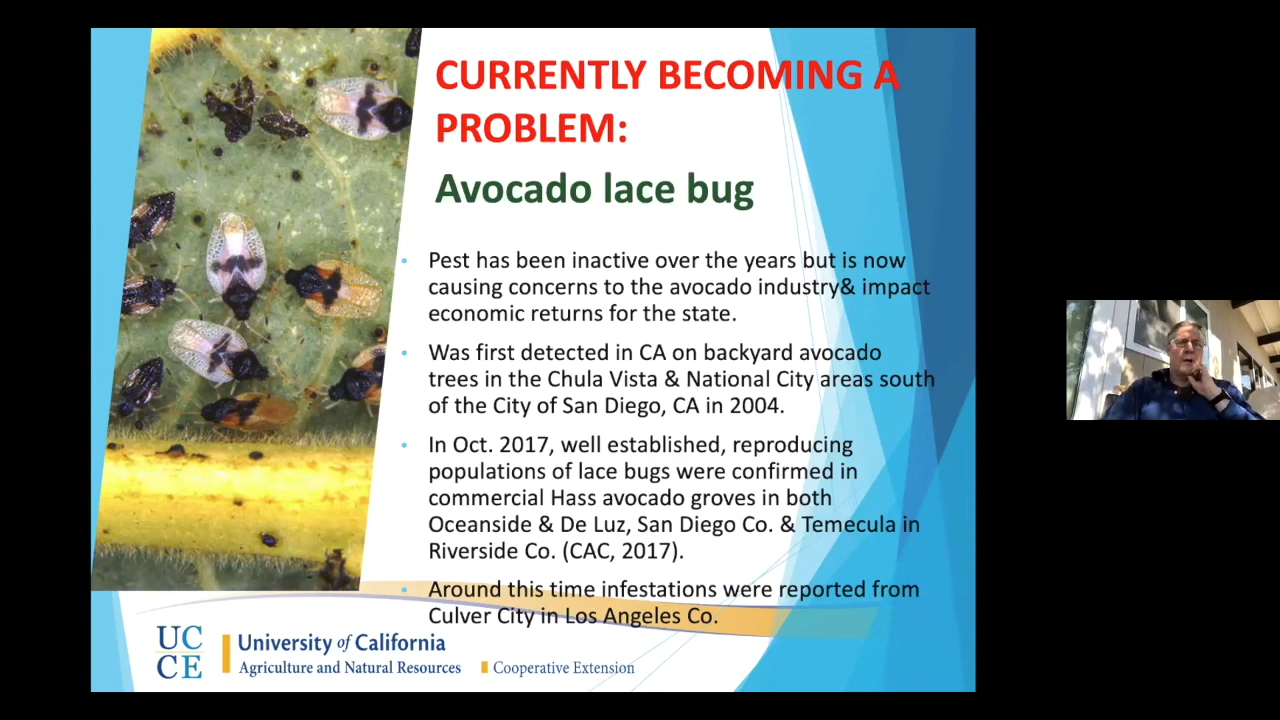 CURRENTLY BECOMING A
PROBLEM:
Avocado lace bug
• Pest has been inactive over the years but is now
causing concerns to the avocado industry& impact
economic returns for the state.
• Was first detected in CA on backyard avocado
trees in the Chula Vista & National City areas south
of the City of San Diego, CA in 2004.
• In Oct. 2017, well established, reproducing
populations of lace bugs were confirmed in
commercial Hass avocado groves in both
Oceanside & De Luz, San Diego Co. & Temecula in
Riverside Co. (CAC, 2017).
• Around this time infestations were reported from
Culver City in Los Angeles Co.
UC
CE
University of California
Agriculture and Natural Resources
Cooperative Extension